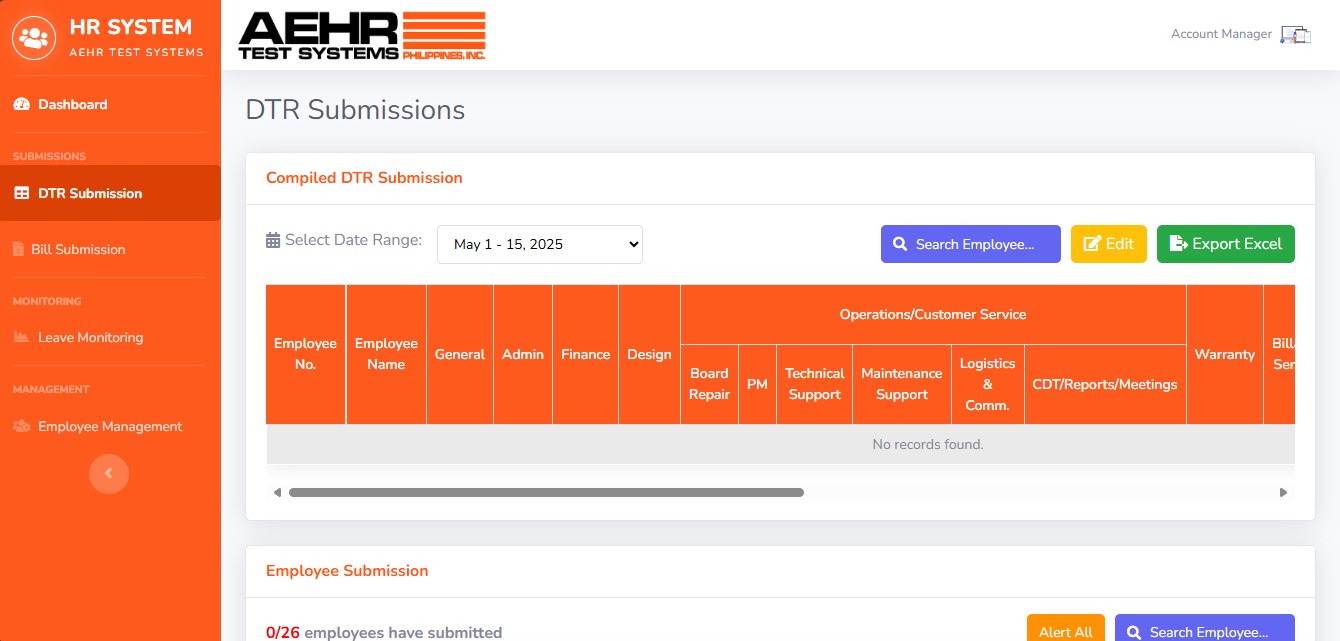 HR SYSTEM
AEHR TEST SYSTEMS
Dashboard
SUBMISSIONS
DTR Submission
Bill Submission
MONITORING
Leave Monitoring
MANAGEMENT
Employee Management
AEHR
TEST SYSTEMS PHILIPPINES, INC.
Account Manager
DTR Submissions
Compiled DTR Submission
Select Date Range: May 1 - 15, 2025
Search Employee...
Edit
Export Excel
Employee
No.
Employee
Name
General
Admin
Finance
Design
Operations/Customer Service
Board
Repair
PM
Technical
Support
Maintenance
Support
Logistics
&
Comm.
CDT/Reports/Meetings
Warranty
Bill
Ser
No records found.
Employee Submission
0/26 employees have submitted
Alert All
Search Employee...